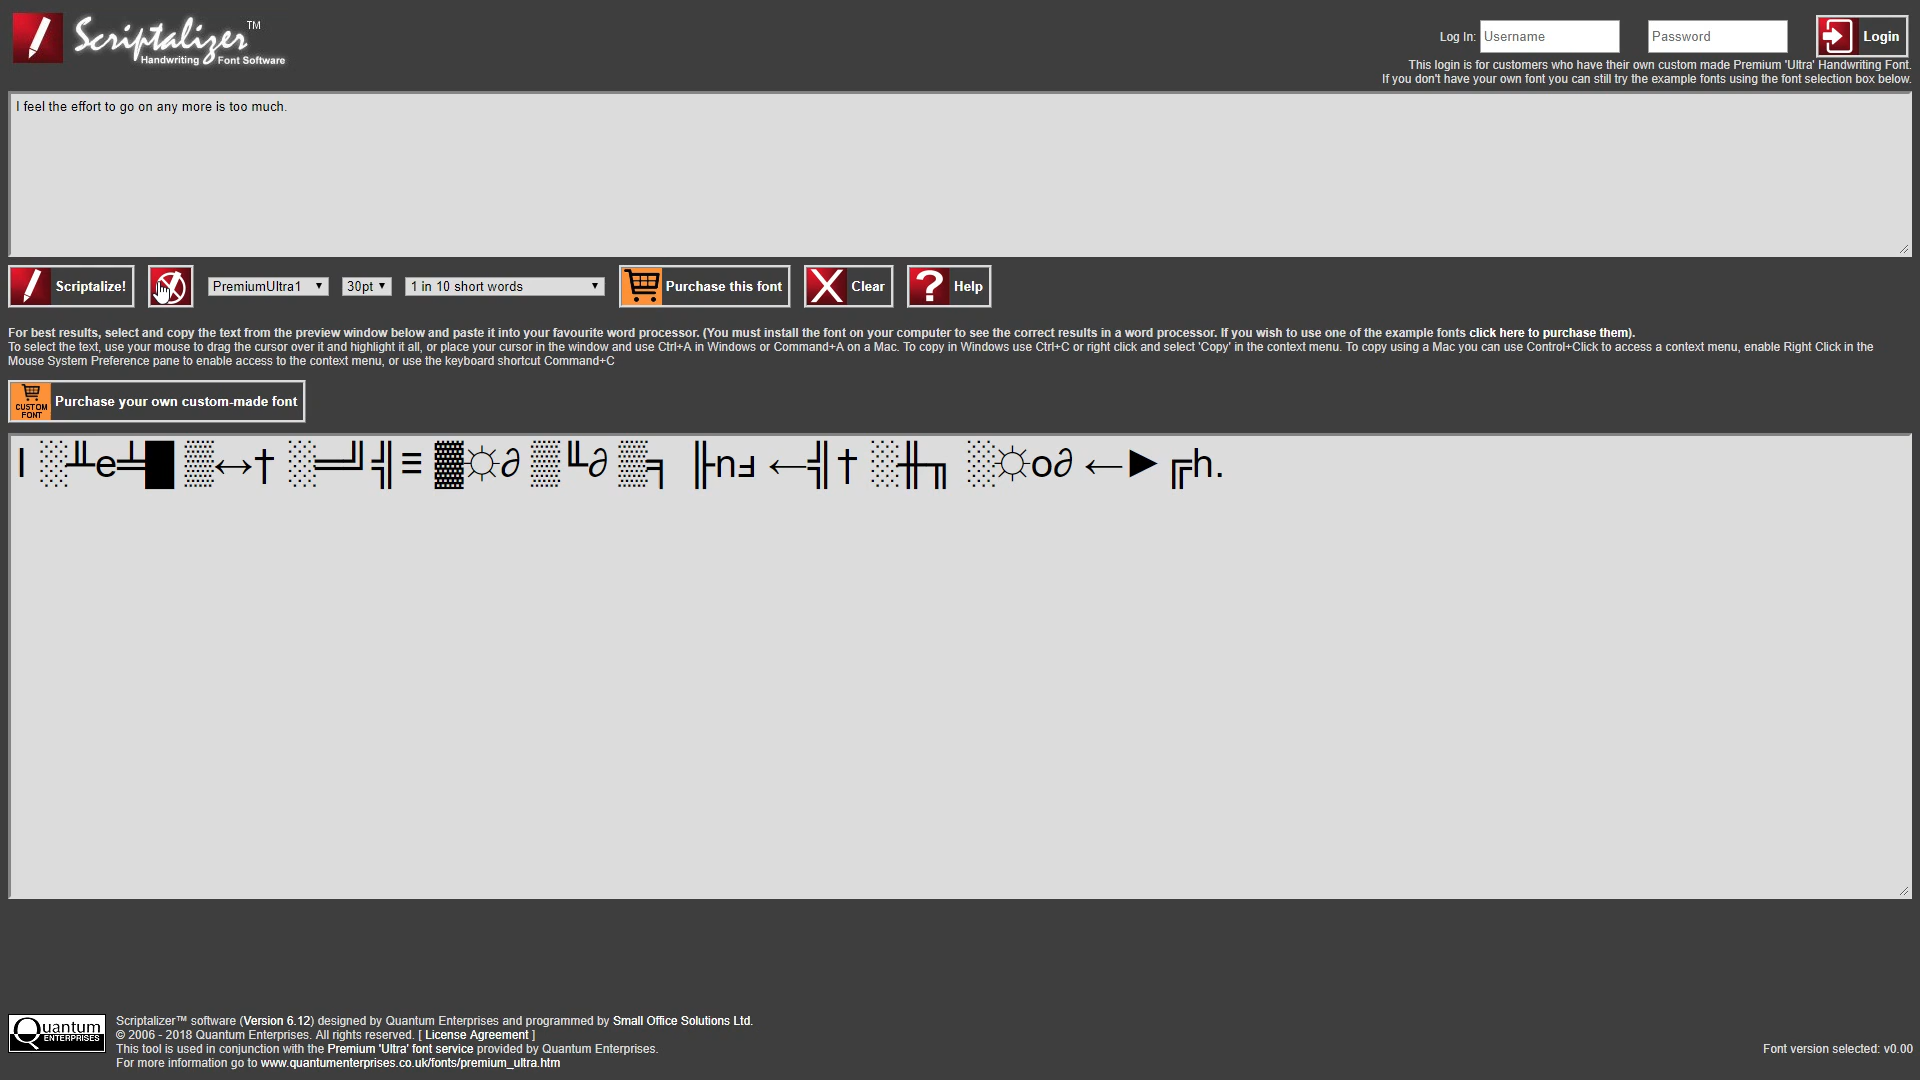 Scriptalizer™
Handwriting Font Software
Log In: Username Password Login
This login is for customers who have their own custom made Premium 'Ultra' Handwriting Font.
If you don't have your own font you can still try the example fonts using the font selection box below.
I feel the effort to go on any more is too much.
Scriptalize! PremiumUltra1 30pt 1 in 10 short words Purchase this font Clear Help
For best results, select and copy the text from the preview window below and paste it into your favourite word processor. (You must install the font on your computer to see the correct results in a word processor. If you wish to use one of the example fonts click here to purchase them).
To select the text, use your mouse to drag the cursor over it and highlight it all, or place your cursor in the window and use Ctrl+A in Windows or Command+A on a Mac. To copy in Windows use Ctrl+C or right click and select 'Copy' in the context menu. To copy using a Mac you can use Control+Click to access a context menu, enable Right Click in the
Mouse System Preference pane to enable access to the context menu, or use the keyboard shortcut Command+C
CUSTOM FONT Purchase your own custom-made font
I ░╨e╧█ ▒↔† ░═╛╣≡ ▓☼∂ ▒╙∂ ▒╕ ╟nⅎ ←╣† ░╫╖ ░☼o∂ ←►╔h.
Quantum
ENTERPRISES
Scriptalizer™ software (Version 6.12) designed by Quantum Enterprises and programmed by Small Office Solutions Ltd.
© 2006 - 2018 Quantum Enterprises. All rights reserved. [ License Agreement ]
This tool is used in conjunction with the Premium 'Ultra' font service provided by Quantum Enterprises.
For more information go to www.quantumenterprises.co.uk/fonts/premium_ultra.htm
Font version selected: v0.00